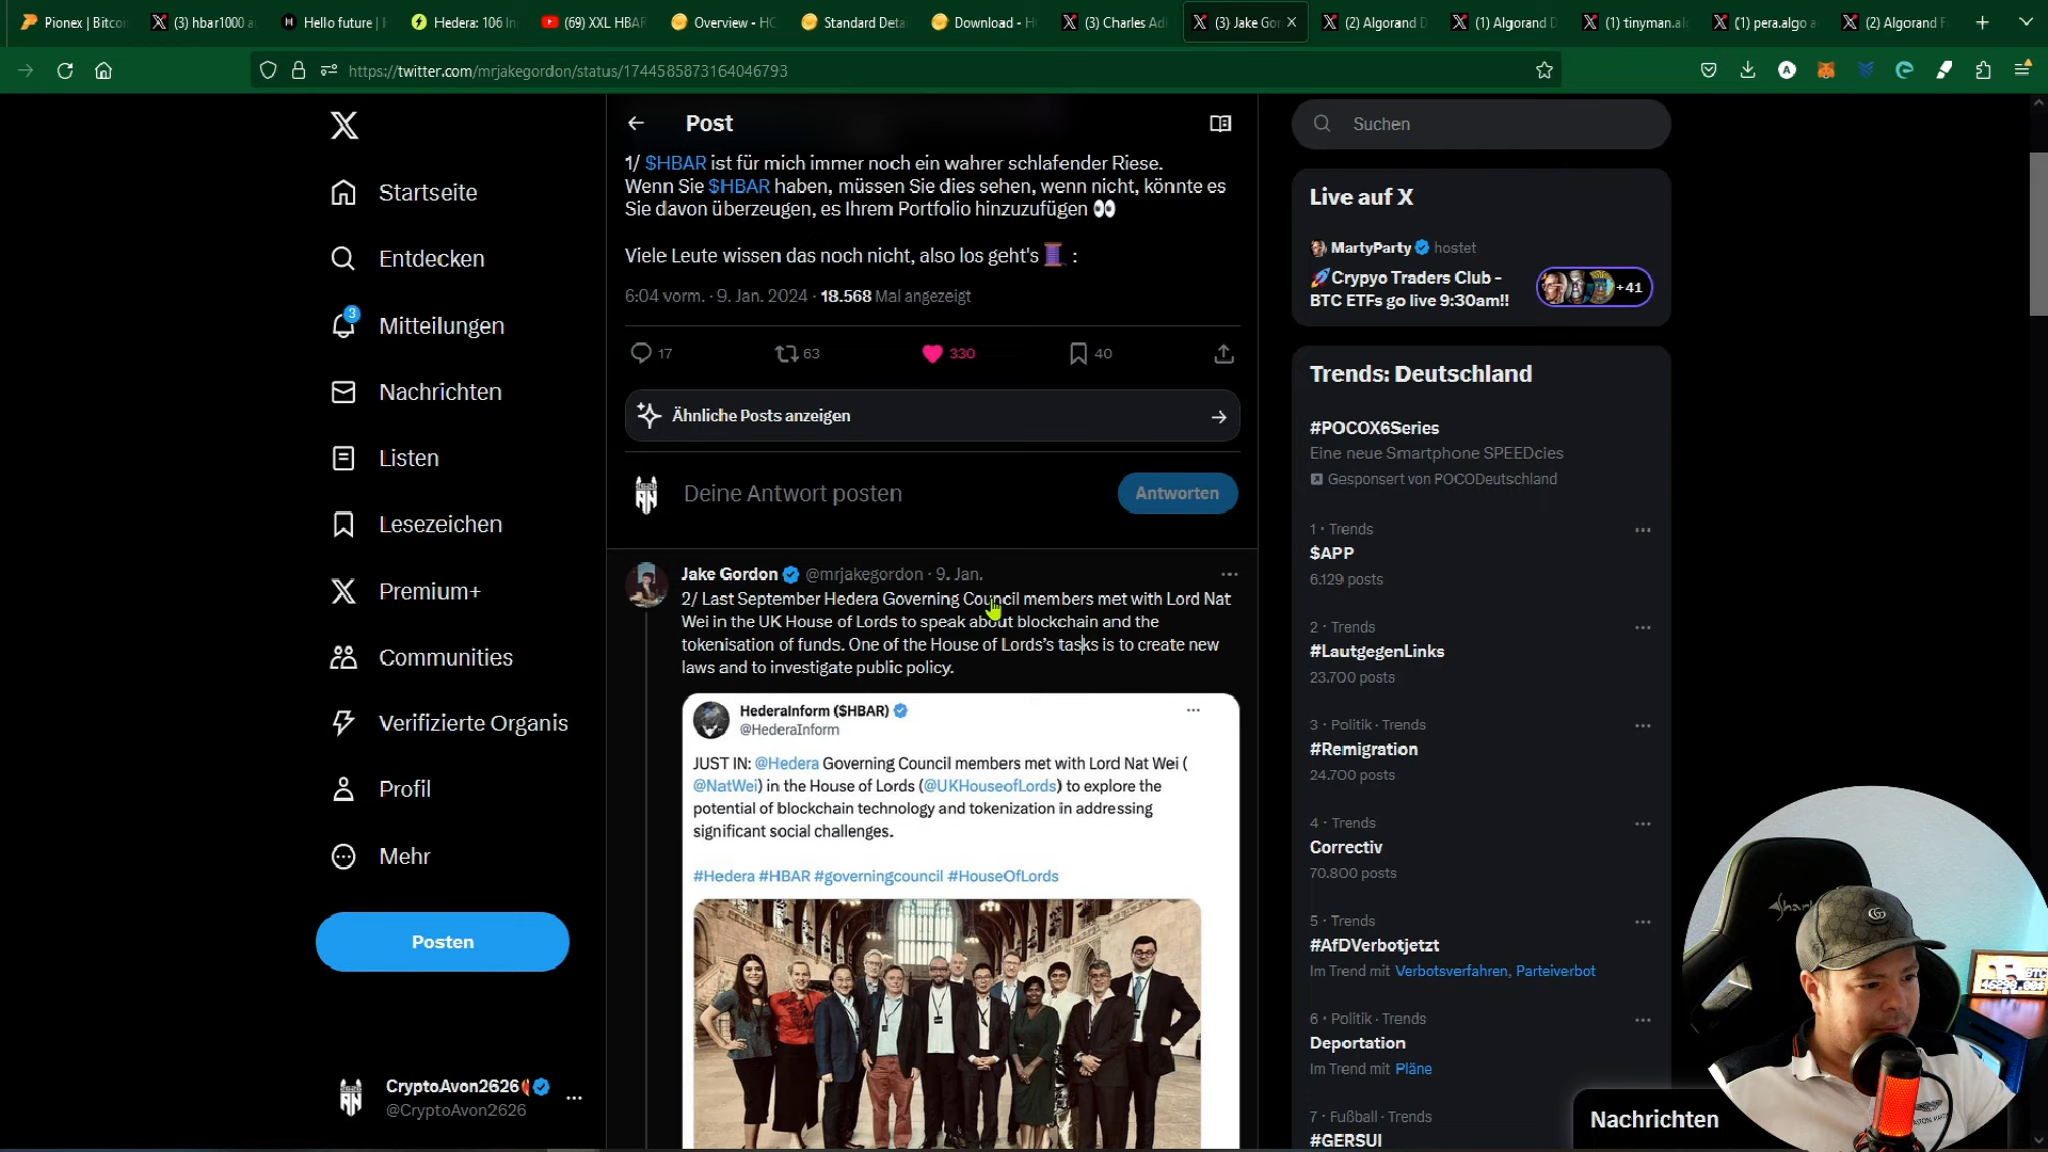 Pionex | Bitcoi
(3) hbar1000 a
Hello future | H
Hedera: 106 In
(69) XXL HBAR
Overview - HC
Standard Deta
Download - H
(3) Charles Ad
(3) Jake Gor
(2) Algorand D
(1) Algorand D
(1) tinyman.al
(1) pera.algo a
(2) Algorand F
https://twitter.com/mrjakegordon/status/1744585873164046793
Startseite
Entdecken
3
Mitteilungen
Nachrichten
Listen
Lesezeichen
Premium+
Communities
Verifizierte Organis
Profil
Mehr
Posten
CryptoAvon2626
@CryptoAvon2626
Post
1/ $HBAR ist für mich immer noch ein wahrer schlafender Riese.
Wenn Sie $HBAR haben, müssen Sie dies sehen, wenn nicht, könnte es
Sie davon überzeugen, es Ihrem Portfolio hinzuzufügen 👀
Viele Leute wissen das noch nicht, also los geht's 🧵 :
6:04 vorm. · 9. Jan. 2024 · 18.568 Mal angezeigt
17
63
330
40
Ähnliche Posts anzeigen
Deine Antwort posten
Antworten
Jake Gordon @mrjakegordon · 9. Jan.
2/ Last September Hedera Governing Council members met with Lord Nat
Wei in the UK House of Lords to speak about blockchain and the
tokenisation of funds. One of the House of Lords's tasks is to create new
laws and to investigate public policy.
HederaInform ($HBAR)
@HederaInform
JUST IN: @Hedera Governing Council members met with Lord Nat Wei (
@NatWei) in the House of Lords (@UKHouseofLords) to explore the
potential of blockchain technology and tokenization in addressing
significant social challenges.
#Hedera #HBAR #governingcouncil #HouseOfLords
Suchen
Live auf X
MartyParty hostet
🚀Crypyo Traders Club -
BTC ETFs go live 9:30am!!
+41
Trends: Deutschland
#POCOX6Series
Eine neue Smartphone SPEEDcies
Gesponsert von POCODeutschland
1 · Trends
$APP
6.129 posts
2 · Trends
#LautgegenLinks
23.700 posts
3 · Politik · Trends
#Remigration
24.700 posts
4 · Trends
Correctiv
70.800 posts
5 · Trends
#AfDVerbotjetzt
Im Trend mit Verbotsverfahren, Parteiverbot
6 · Politik · Trends
Deportation
Im Trend mit Pläne
7 · Fußball · Trends
#GERSUI
Nachrichten